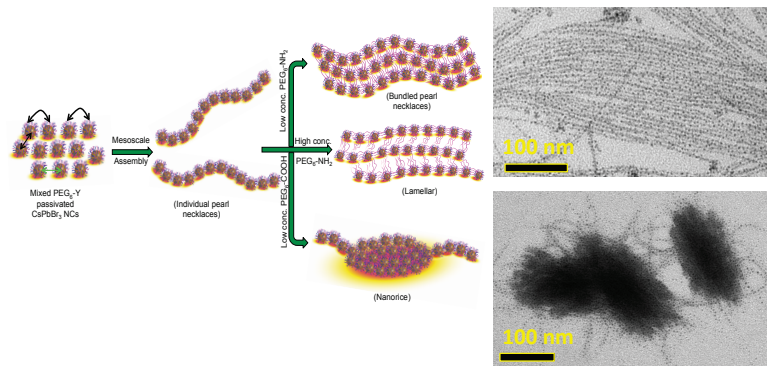 Mixed PEG₆-Y
passivated
CsPbBr₃ NCs
Mesoscale
Assembly
(Individual pearl
necklaces)
Low conc. PEG₆-NH₂
High conc.
PEG₆-NH₂
Low conc. PEG₆-COOH
(Bundled pearl
necklaces)
(Lamellar)
(Nanorice)
100 nm
100 nm